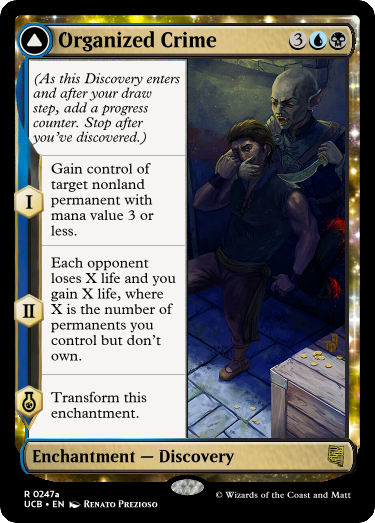 Organized Crime 3
(As this Discovery enters
and after your draw
step, add a progress
counter. Stop after
you've discovered.)
I
Gain control of
target nonland
permanent with
mana value 3 or
less.
II
Each opponent
loses X life and you
gain X life, where
X is the number of
permanents you
control but don't
own.
Transform this
enchantment.
Enchantment — Discovery
R 0247a
UCB • EN RENATO PREZIOSO
© Wizards of the Coast and Matt